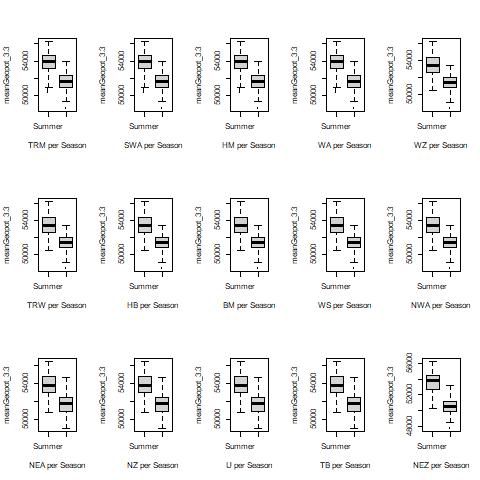 meanGeopot_3.3 meanGeopot_3.3 meanGeopot_3.3 meanGeopot_3.3 meanGeopot_3.3
54000 54000 54000 54000 54000
50000 50000 50000 50000 50000
Summer Summer Summer Summer Summer
TRM per Season SWA per Season HM per Season WA per Season WZ per Season
meanGeopot_3.3 meanGeopot_3.3 meanGeopot_3.3 meanGeopot_3.3 meanGeopot_3.3
54000 54000 54000 54000 54000
50000 50000 50000 50000 50000
Summer Summer Summer Summer Summer
TRW per Season HB per Season BM per Season WS per Season NWA per Season
meanGeopot_3.3 meanGeopot_3.3 meanGeopot_3.3 meanGeopot_3.3 meanGeopot_3.3
54000 54000 54000 54000 56000
50000 50000 50000 50000 52000
48000
Summer Summer Summer Summer Summer
NEA per Season NZ per Season U per Season TB per Season NEZ per Season